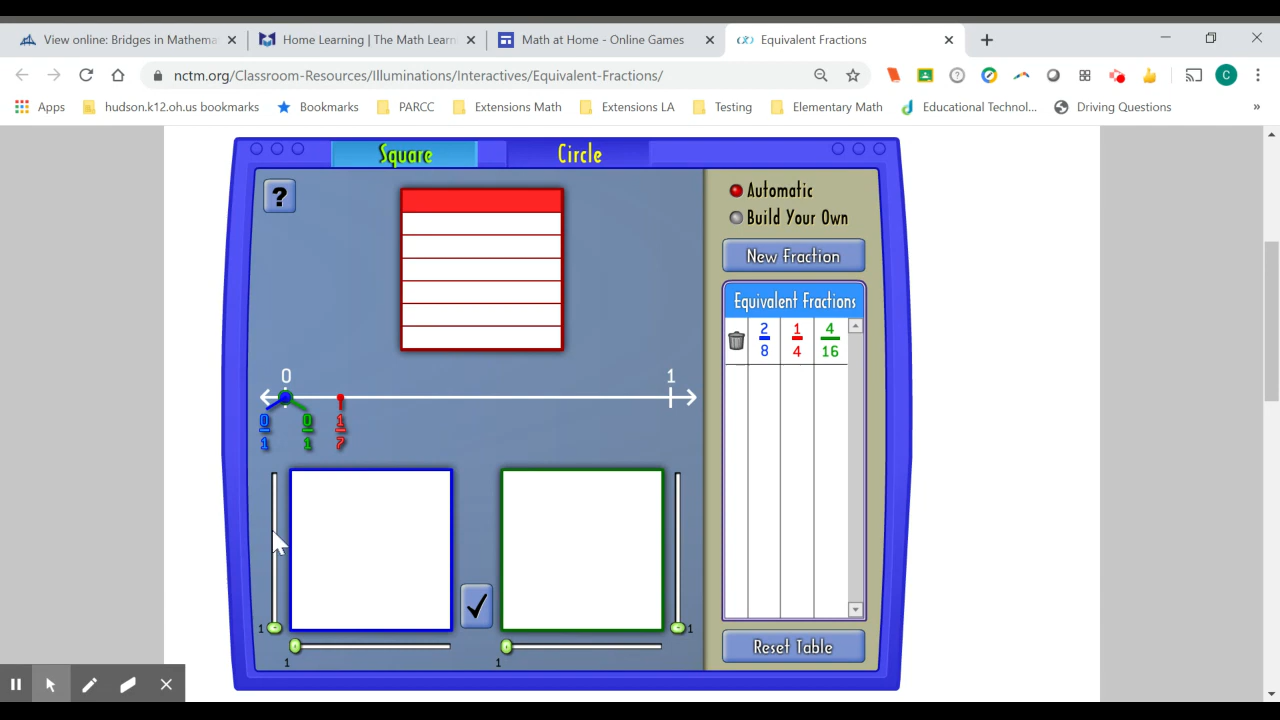 View online: Bridges in Mathema
Home Learning | The Math Learn
Math at Home - Online Games
Equivalent Fractions
nctm.org/Classroom-Resources/Illuminations/Interactives/Equivalent-Fractions/
C
Apps
hudson.k12.oh.us bookmarks
Bookmarks
PARCC
Extensions Math
Extensions LA
Testing
Elementary Math
Educational Technol...
Driving Questions
»
Square
Circle
?
Automatic
Build Your Own
New Fraction
Equivalent Fractions
2 1 4
8 4 16
0 1
0 0 1
1 1 7
1 1
1 1
Reset Table